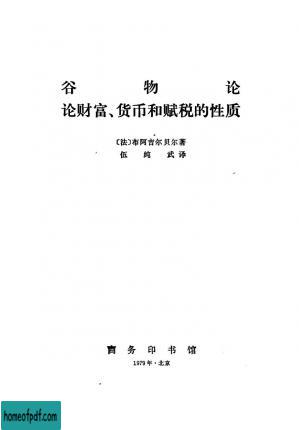 谷物论
论财富、货币和赋税的性质
〔法〕布阿吉尔贝尔著
伍纯武译
商务印书馆
1979年·北京
homeofpdf.com